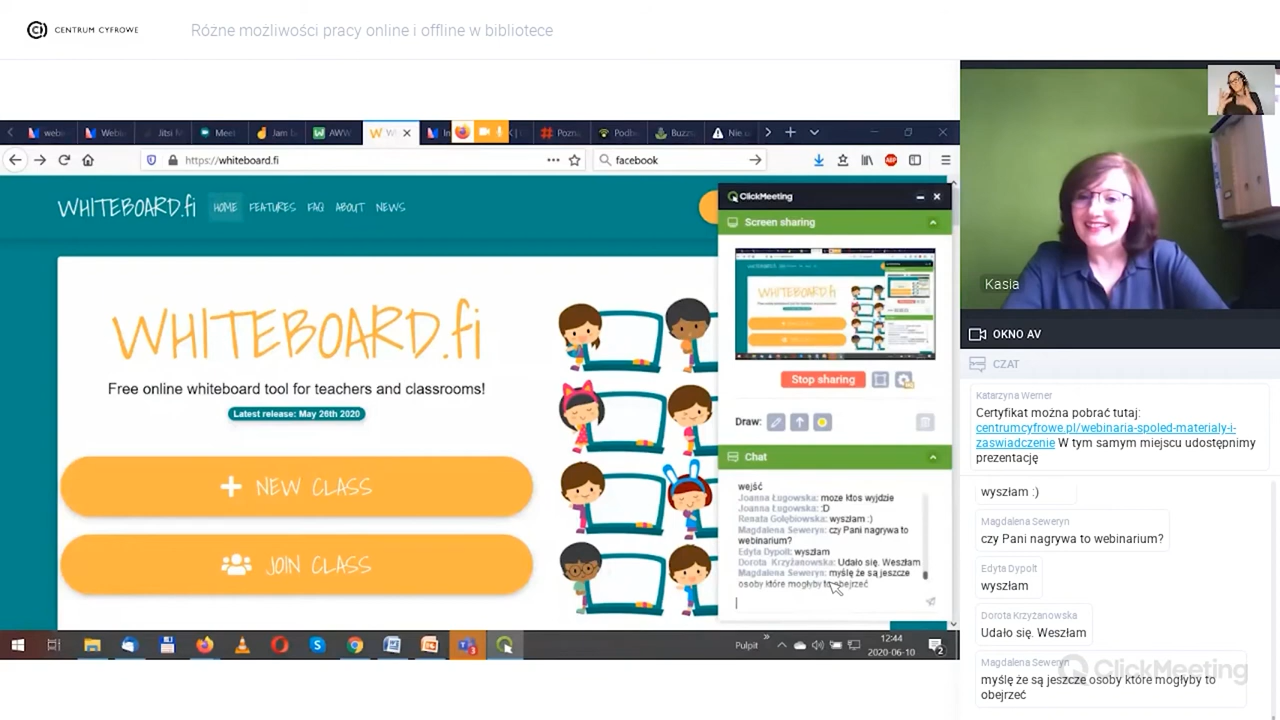 CENTRUM CYFROWE
Różne możliwości pracy online i offline w bibliotece
Meet
Jam
AWW
https://whiteboard.fi
facebook
ABP
WHITEBOARD.fi HOME FEATURES FAQ ABOUT NEWS
WHITEBOARD.fi
Free online whiteboard tool for teachers and classrooms!
Latest release: May 26th 2020
NEW CLASS
JOIN CLASS
ClickMeeting
Screen sharing
Stop sharing
Draw:
Chat
wejść
Joanna Ługowska: moze ktos wyjdzie
Joanna Ługowska: :D
Renata Gołębiowska: wyszłam :)
Magdalena Seweryn: czy Pani nagrywa to
webinarium?
Edyta Dypolt: wyszłam
Dorota Krzyżanowska: Udało się. Weszłam
Magdalena Seweryn: myślę że są jeszcze
osoby które mogłyby to obejrzeć
Pulpit
12:44
2020-06-10
2
Kasia
OKNO AV
CZAT
Katarzyna Werner
Certyfikat można pobrać tutaj:
centrumcyfrowe.pl/webinaria-spoled-materialy-i-
zaswiadczenie W tym samym miejscu udostępnimy
prezentację
wyszłam :)
Magdalena Seweryn
czy Pani nagrywa to webinarium?
Edyta Dypolt
wyszłam
Dorota Krzyżanowska
Udało się. Weszłam
Magdalena Seweryn
myślę że są jeszcze osoby które mogłyby to
obejrzeć
ClickMeeting